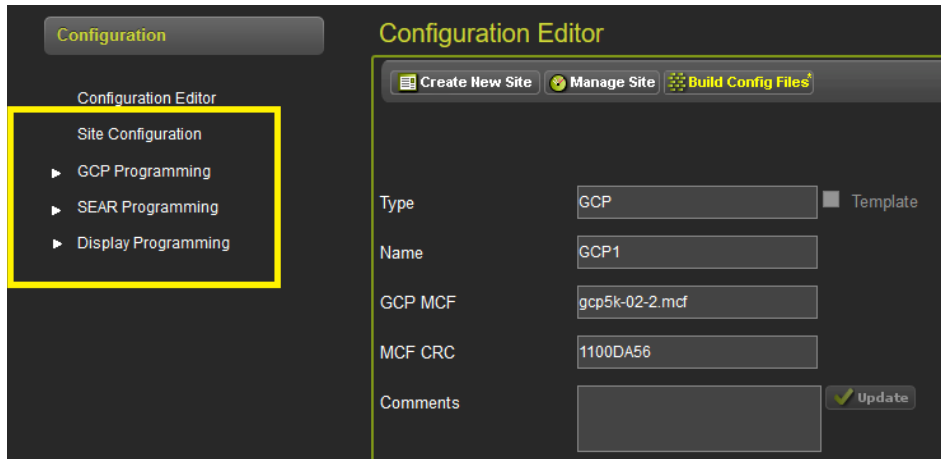 Configuration
Configuration Editor
Site Configuration
GCP Programming
SEAR Programming
Display Programming
Configuration Editor
Create New Site Manage Site Build Config Files*
Type GCP Template
Name GCP1
GCP MCF gcp5k-02-2.mcf
MCF CRC 1100DA56
Comments Update